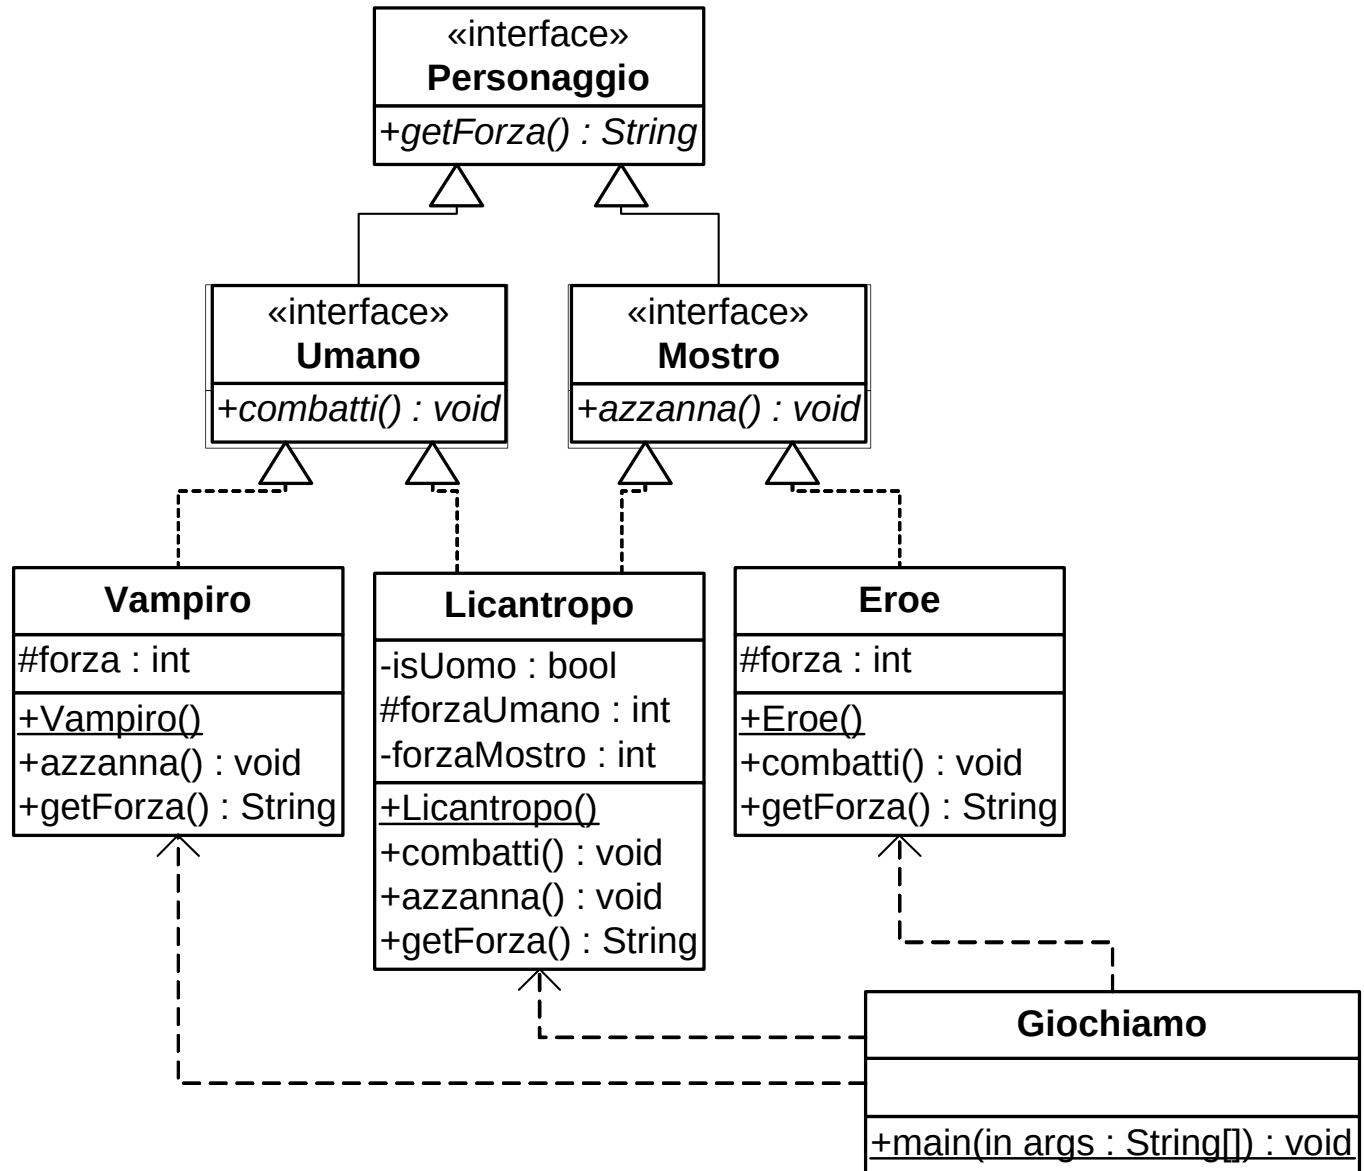 «interface»
Personaggio
+getForza() : String
«interface»
Umano
+combatti() : void
«interface»
Mostro
+azzanna() : void
Vampiro
#forza : int
+Vampiro()
+azzanna() : void
+getForza() : String
Licantropo
-isUomo : bool
#forzaUmano : int
-forzaMostro : int
+Licantropo()
+combatti() : void
+azzanna() : void
+getForza() : String
Eroe
#forza : int
+Eroe()
+combatti() : void
+getForza() : String
Giochiamo
+main(in args : String[]) : void